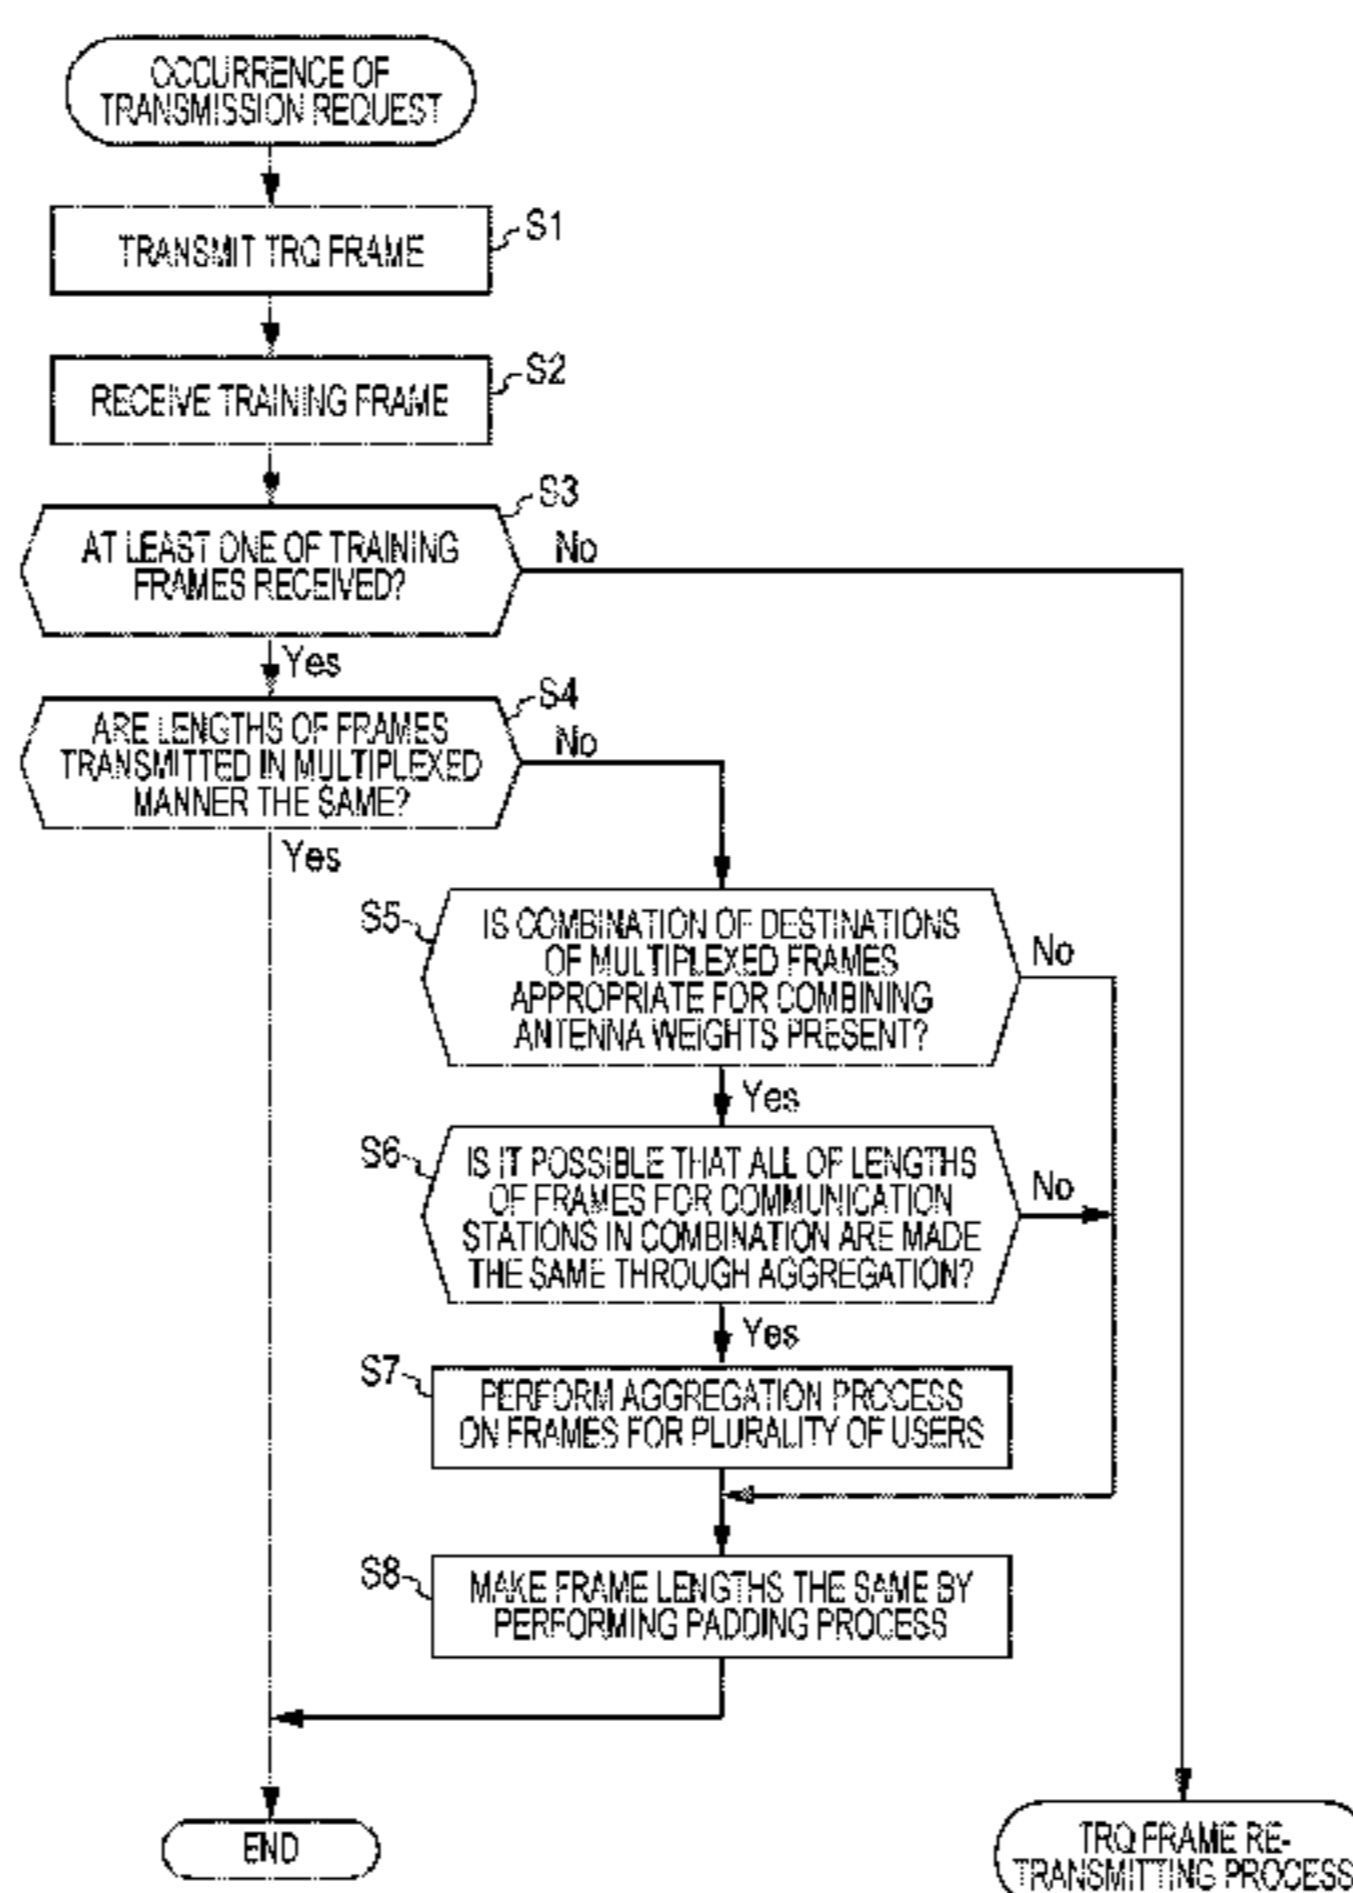 OCCURRENCE OF
TRANSMISSION REQUEST
S1
TRANSMIT TRQ FRAME
S2
RECEIVE TRAINING FRAME
S3
AT LEAST ONE OF TRAINING
FRAMES RECEIVED?
No
Yes
S4
ARE LENGTHS OF FRAMES
TRANSMITTED IN MULTIPLEXED
MANNER THE SAME?
No
Yes
S5
IS COMBINATION OF DESTINATIONS
OF MULTIPLEXED FRAMES
APPROPRIATE FOR COMBINING
ANTENNA WEIGHTS PRESENT?
No
Yes
S6
IS IT POSSIBLE THAT ALL OF LENGTHS
OF FRAMES FOR COMMUNICATION
STATIONS IN COMBINATION ARE MADE
THE SAME THROUGH AGGREGATION?
No
Yes
S7
PERFORM AGGREGATION PROCESS
ON FRAMES FOR PLURALITY OF USERS
S8
MAKE FRAME LENGTHS THE SAME BY
PERFORMING PADDING PROCESS
END
TRQ FRAME RE-
TRANSMITTING PROCESS